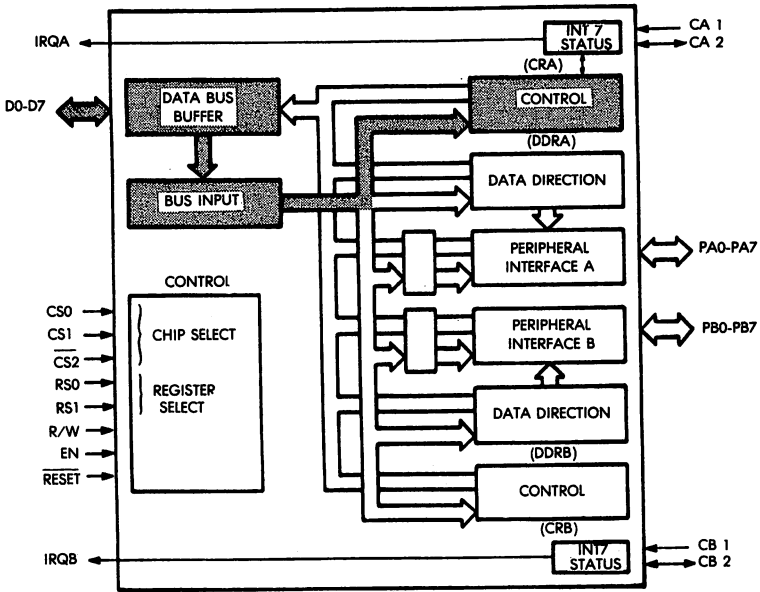 INT 7
STATUS
CA 1
CA 2
IRQA
(CRA)
D0-D7
DATA BUS
BUFFER
CONTROL
(DDRA)
BUS INPUT
DATA DIRECTION
PERIPHERAL
INTERFACE A
PA0-PA7
CONTROL
CS0
CS1
CS2
RS0
RS1
R/W
EN
RESET
CHIP SELECT
REGISTER
SELECT
PERIPHERAL
INTERFACE B
PB0-PB7
DATA DIRECTION
(DDRB)
CONTROL
(CRB)
IRQB
INT7
STATUS
CB 1
CB 2